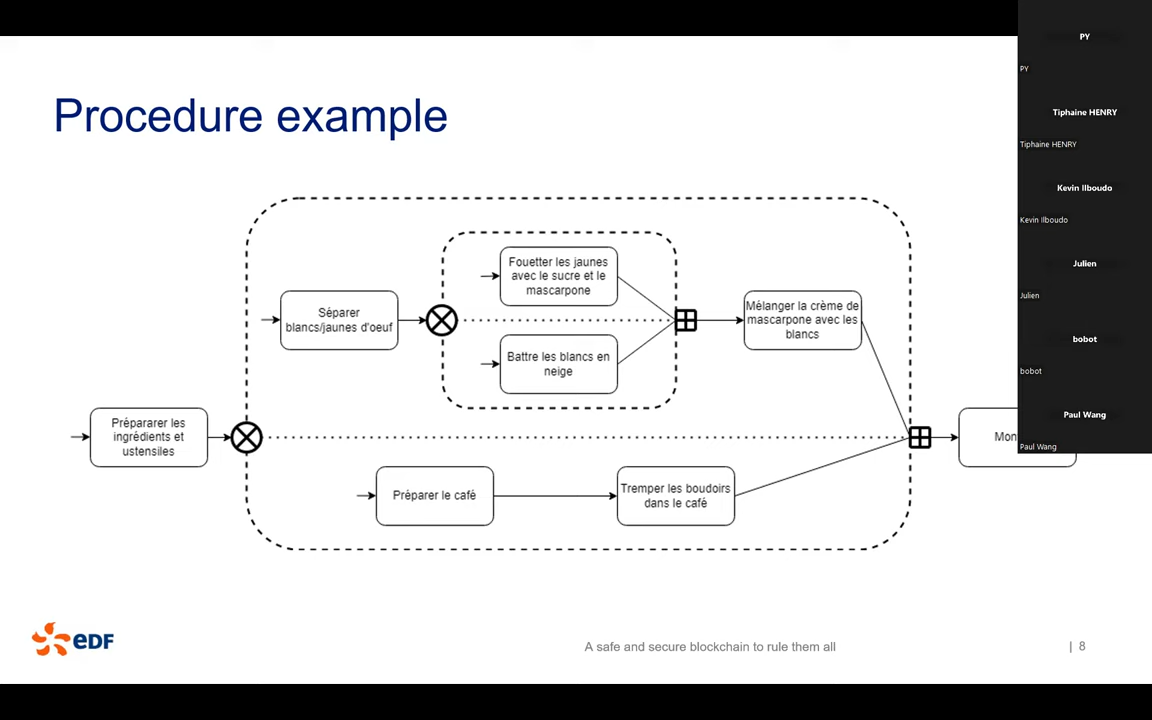 Procedure example
Fouetter les jaunes
avec le sucre et le
mascarpone
Séparer
blancs/jaunes d'oeuf
Mélanger la crème de
mascarpone avec les
blancs
Battre les blancs en
neige
Prépararer les
ingrédients et
ustensiles
Préparer le café
Tremper les boudoirs
dans le café
eDF
A safe and secure blockchain to rule them all
| 8
PY
PY
Tiphaine HENRY
Tiphaine HENRY
Kevin Ilboudo
Kevin Ilboudo
Julien
Julien
bobot
bobot
Paul Wang
Paul Wang